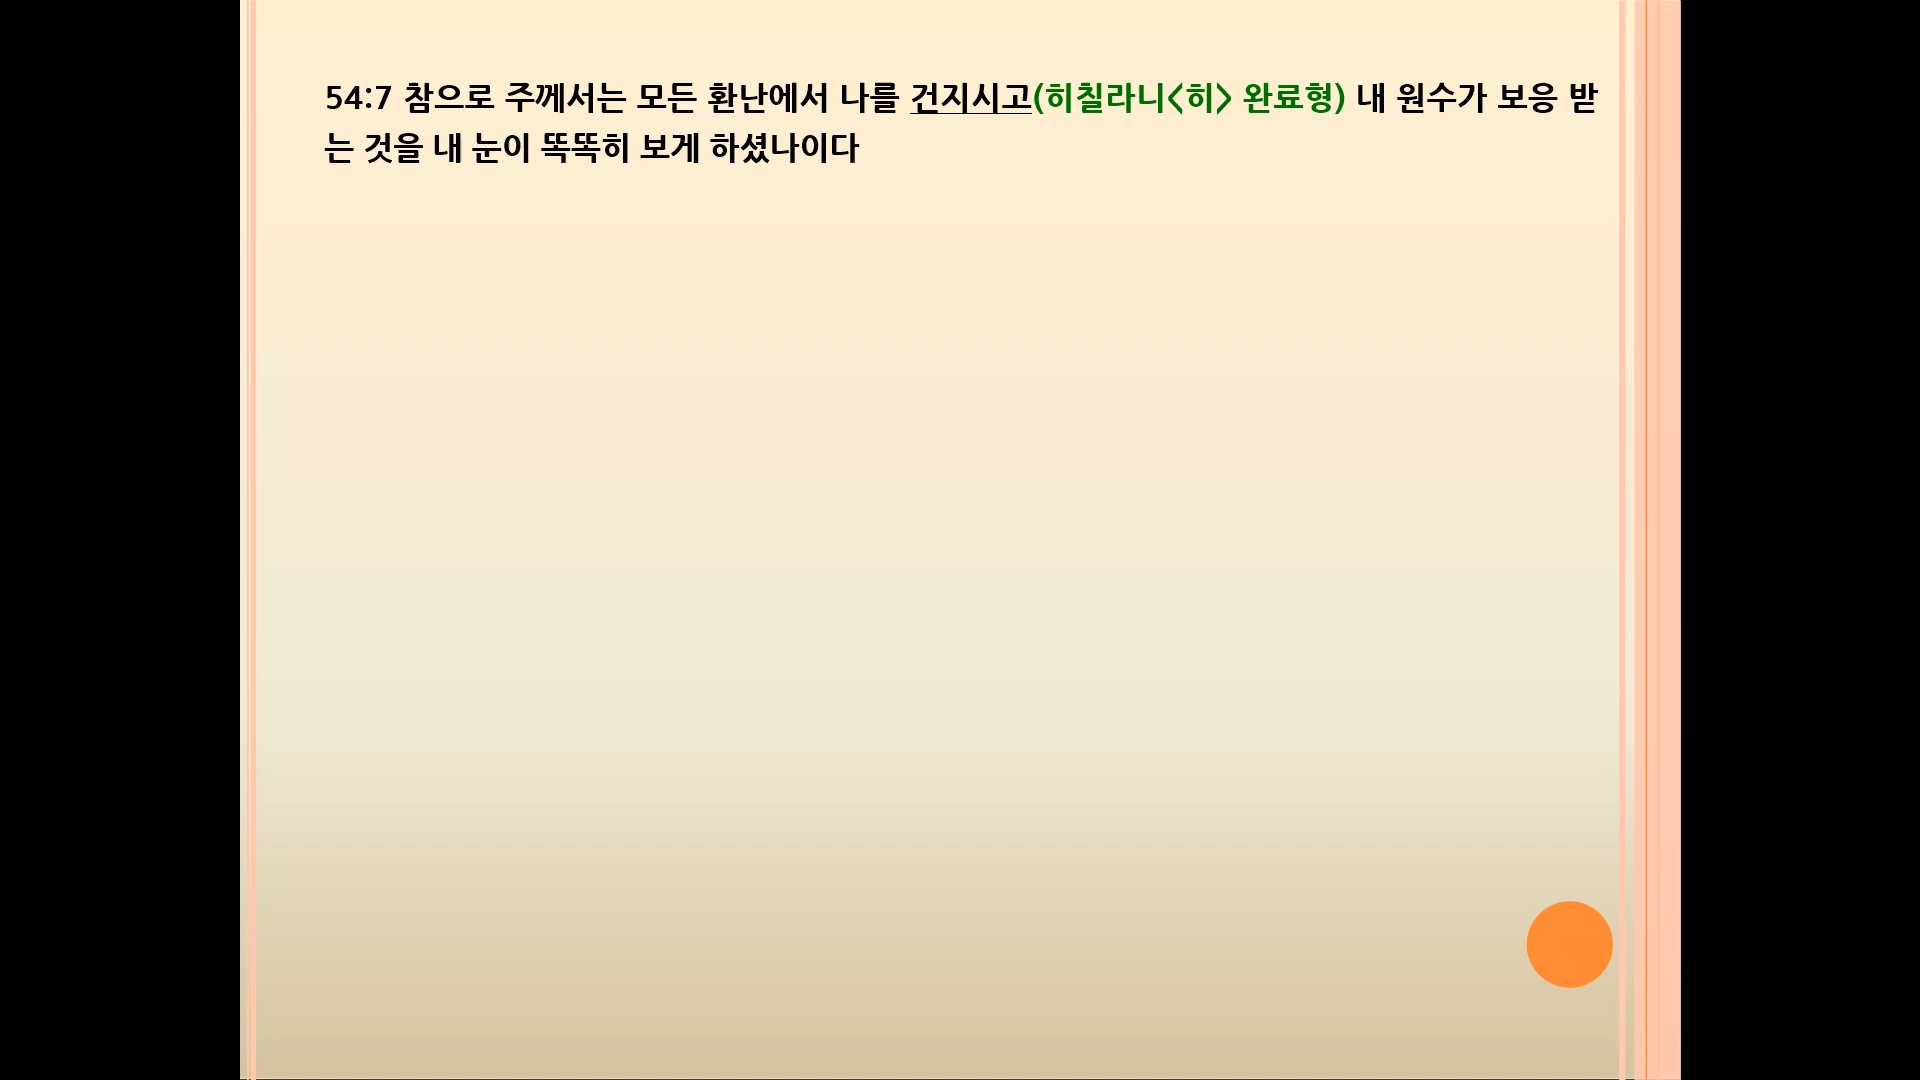 54:7 참으로 주께서는 모든 환난에서 나를 건지시고(히칠라니<히> 완료형) 내 원수가 보응 받
는 것을 내 눈이 똑똑히 보게 하셨나이다